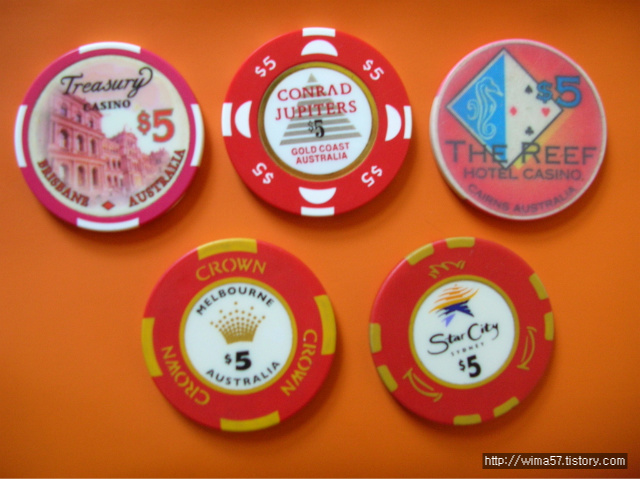 Treasury
CASINO
$5
BRISBANE AUSTRALIA
$5 $5
CONRAD
JUPITERS
$5
GOLD COAST
AUSTRALIA
$5 $5
$5
THE REEF
HOTEL CASINO.
CAIRNS AUSTRALIA
CROWN
MELBOURNE
$5
AUSTRALIA
CROWN CROWN
Star City
SYDNEY
$5
http://wima57.tistory.com